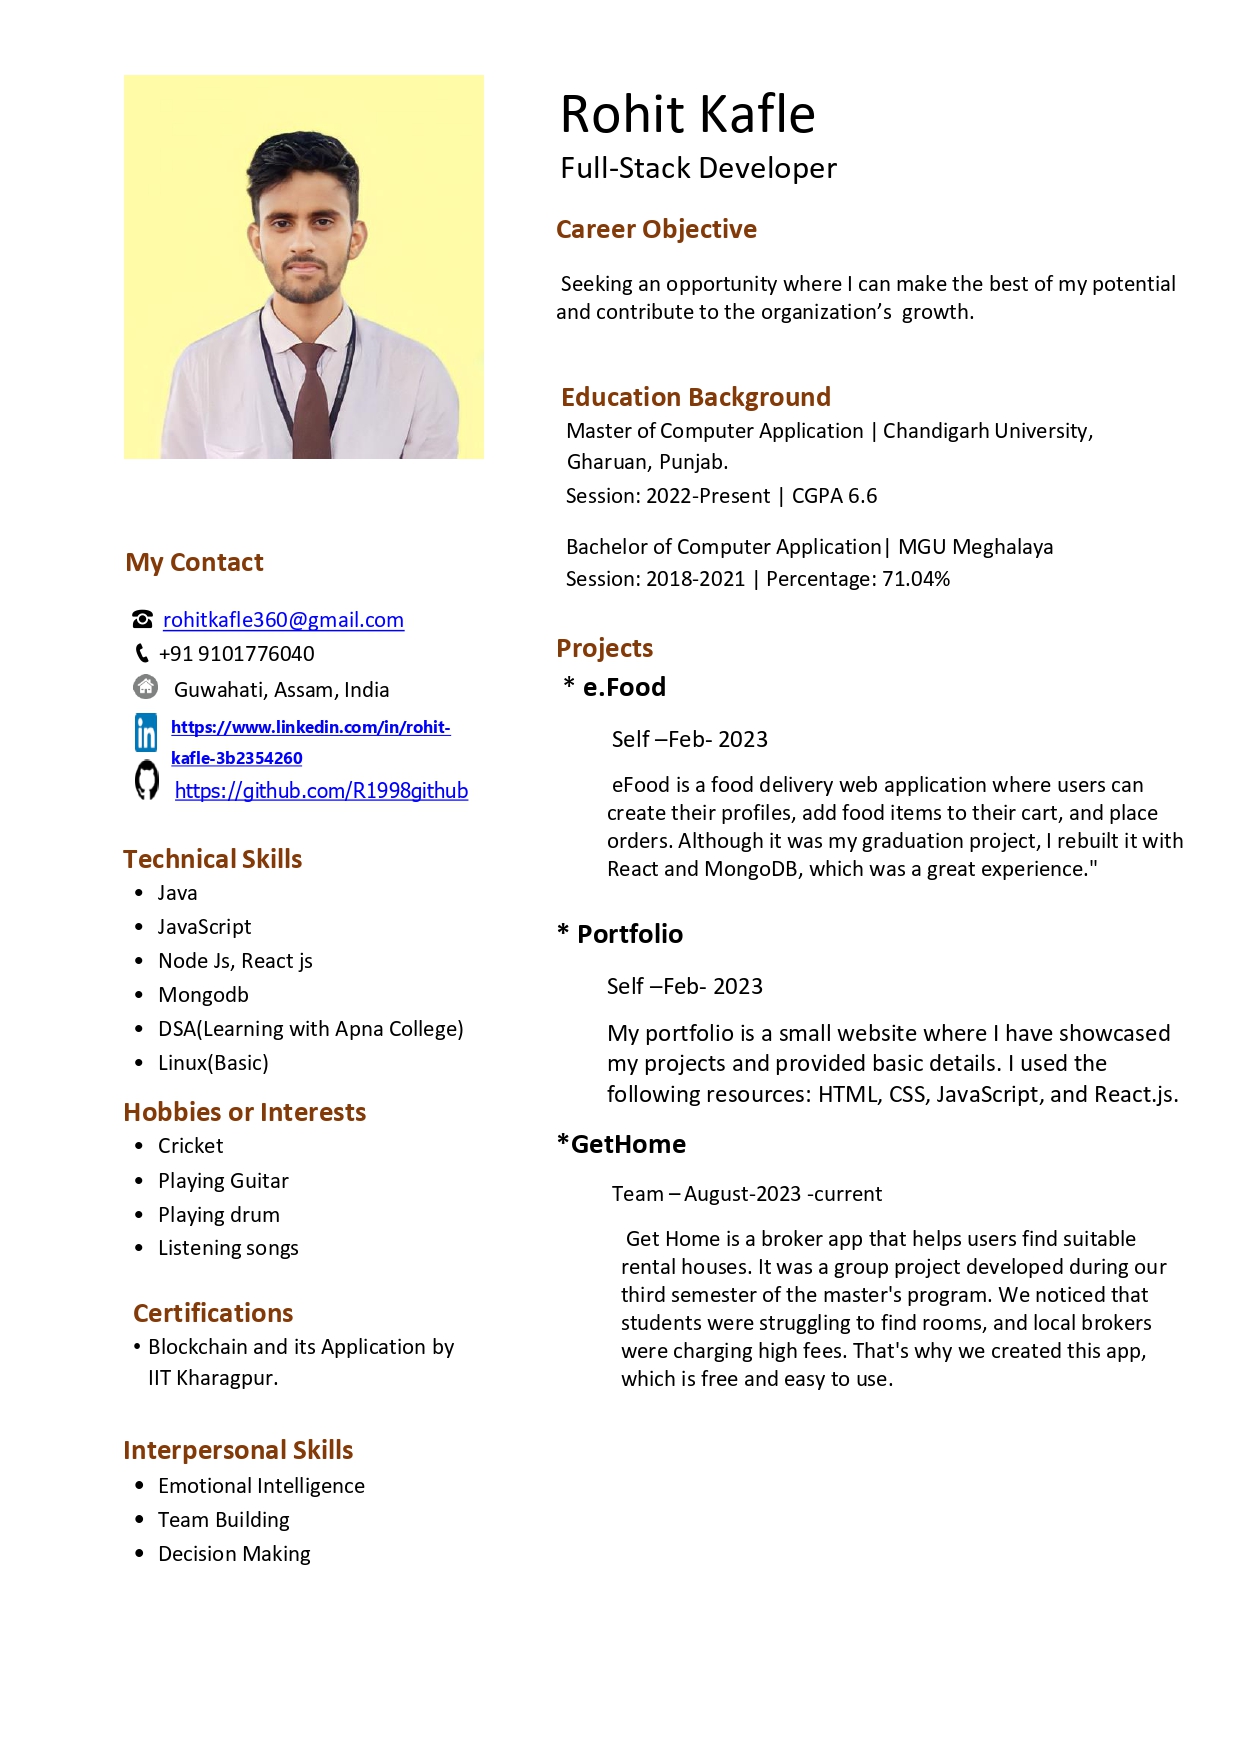 Rohit Kafle
Full-Stack Developer
Career Objective
Seeking an opportunity where I can make the best of my potential
and contribute to the organization’s  growth.
Education Background
Master of Computer Application | Chandigarh University,
Gharuan, Punjab.
Session: 2022-Present | CGPA 6.6
Bachelor of Computer Application| MGU Meghalaya
Session: 2018-2021 | Percentage: 71.04%
Projects
* e.Food
Self –Feb- 2023
eFood is a food delivery web application where users can
create their profiles, add food items to their cart, and place
orders. Although it was my graduation project, I rebuilt it with
React and MongoDB, which was a great experience."
* Portfolio
Self –Feb- 2023
My portfolio is a small website where I have showcased
my projects and provided basic details. I used the
following resources: HTML, CSS, JavaScript, and React.js.
*GetHome
Team – August-2023 -current
Get Home is a broker app that helps users find suitable
rental houses. It was a group project developed during our
third semester of the master's program. We noticed that
students were struggling to find rooms, and local brokers
were charging high fees. That's why we created this app,
which is free and easy to use.
My Contact
rohitkafle360@gmail.com
+91 9101776040
Guwahati, Assam, India
in
https://www.linkedin.com/in/rohit-
kafle-3b2354260
https://github.com/R1998github
Technical Skills
• Java
• JavaScript
• Node Js, React js
• Mongodb
• DSA(Learning with Apna College)
• Linux(Basic)
Hobbies or Interests
• Cricket
• Playing Guitar
• Playing drum
• Listening songs
Certifications
• Blockchain and its Application by
IIT Kharagpur.
Interpersonal Skills
• Emotional Intelligence
• Team Building
• Decision Making